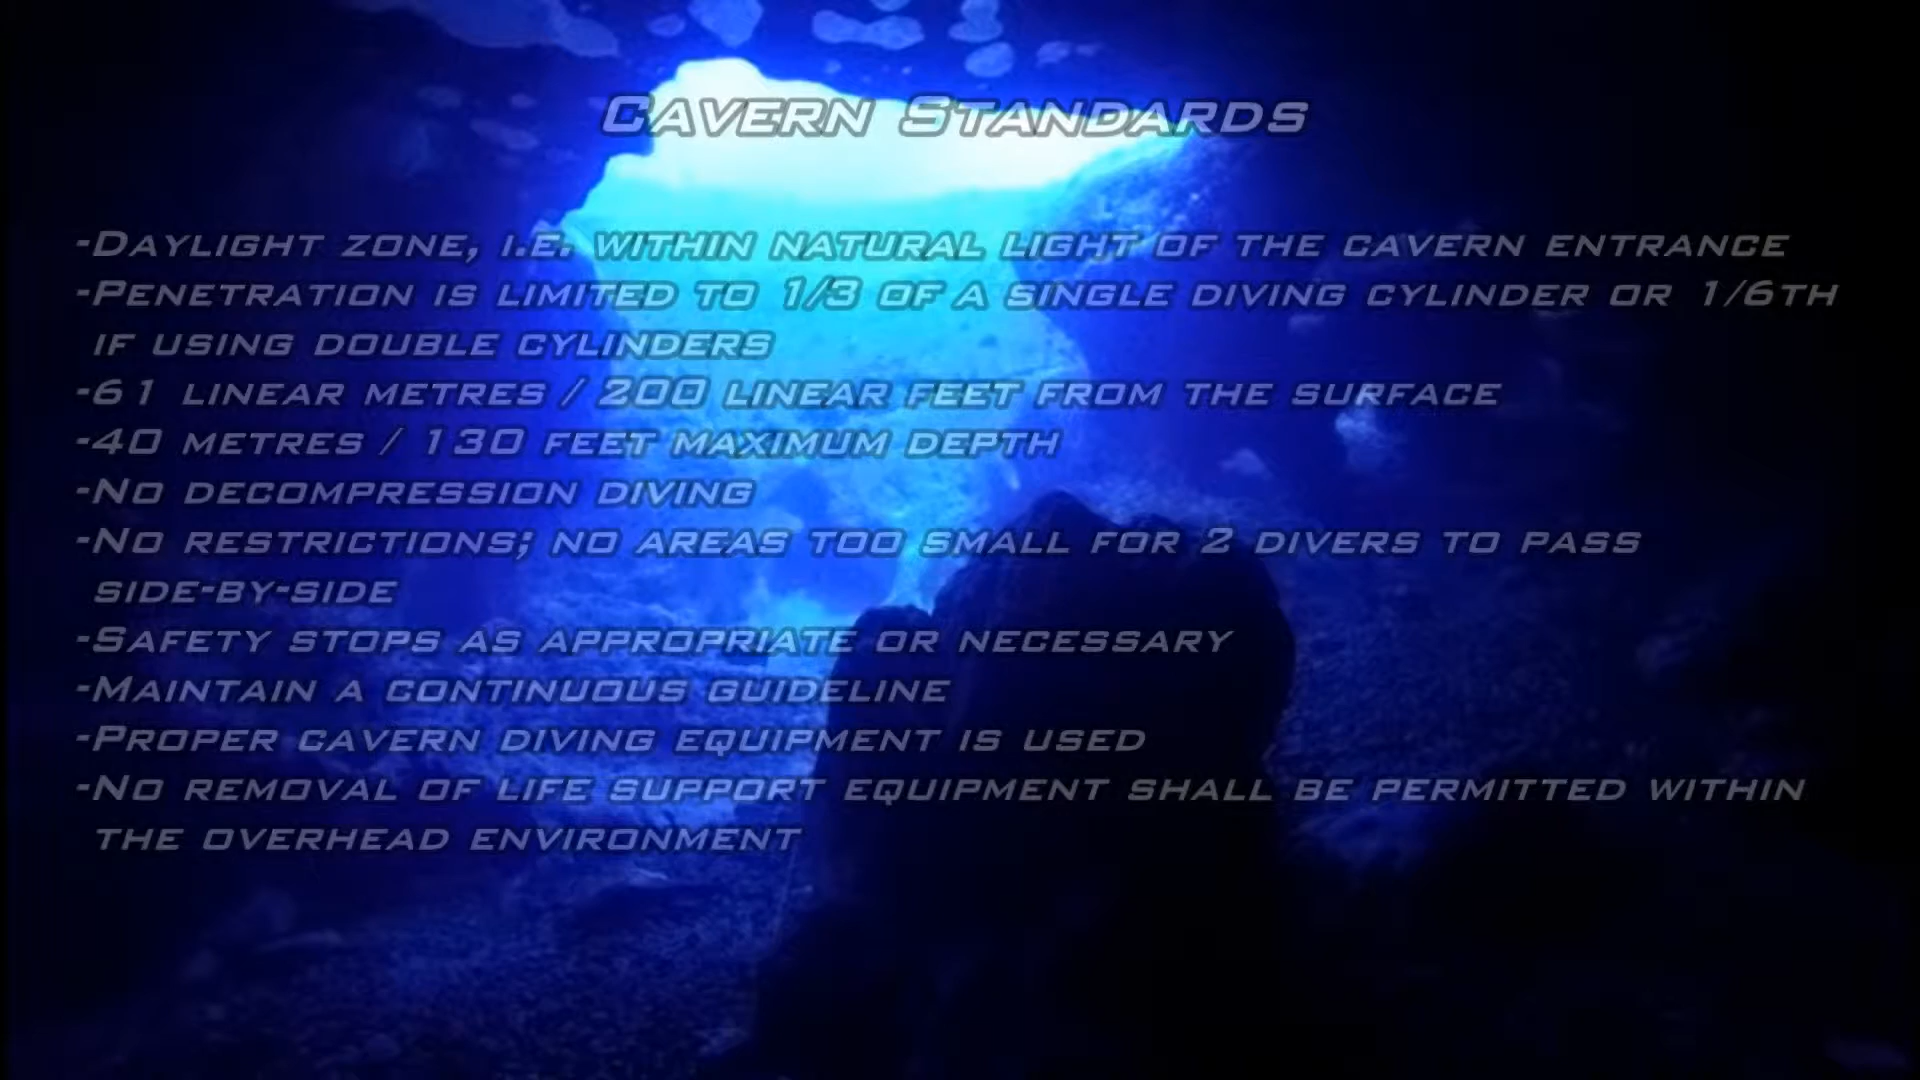 Cavern Standards
-Daylight zone, i.e. within natural light of the cavern entrance
-Penetration is limited to 1/3 of a single diving cylinder or 1/6th
if using double cylinders
-61 linear metres / 200 linear feet from the surface
-40 metres / 130 feet maximum depth
-No decompression diving
-No restrictions; no areas too small for 2 divers to pass
side-by-side
-Safety stops as appropriate or necessary
-Maintain a continuous guideline
-Proper cavern diving equipment is used
-No removal of life support equipment shall be permitted within
the overhead environment